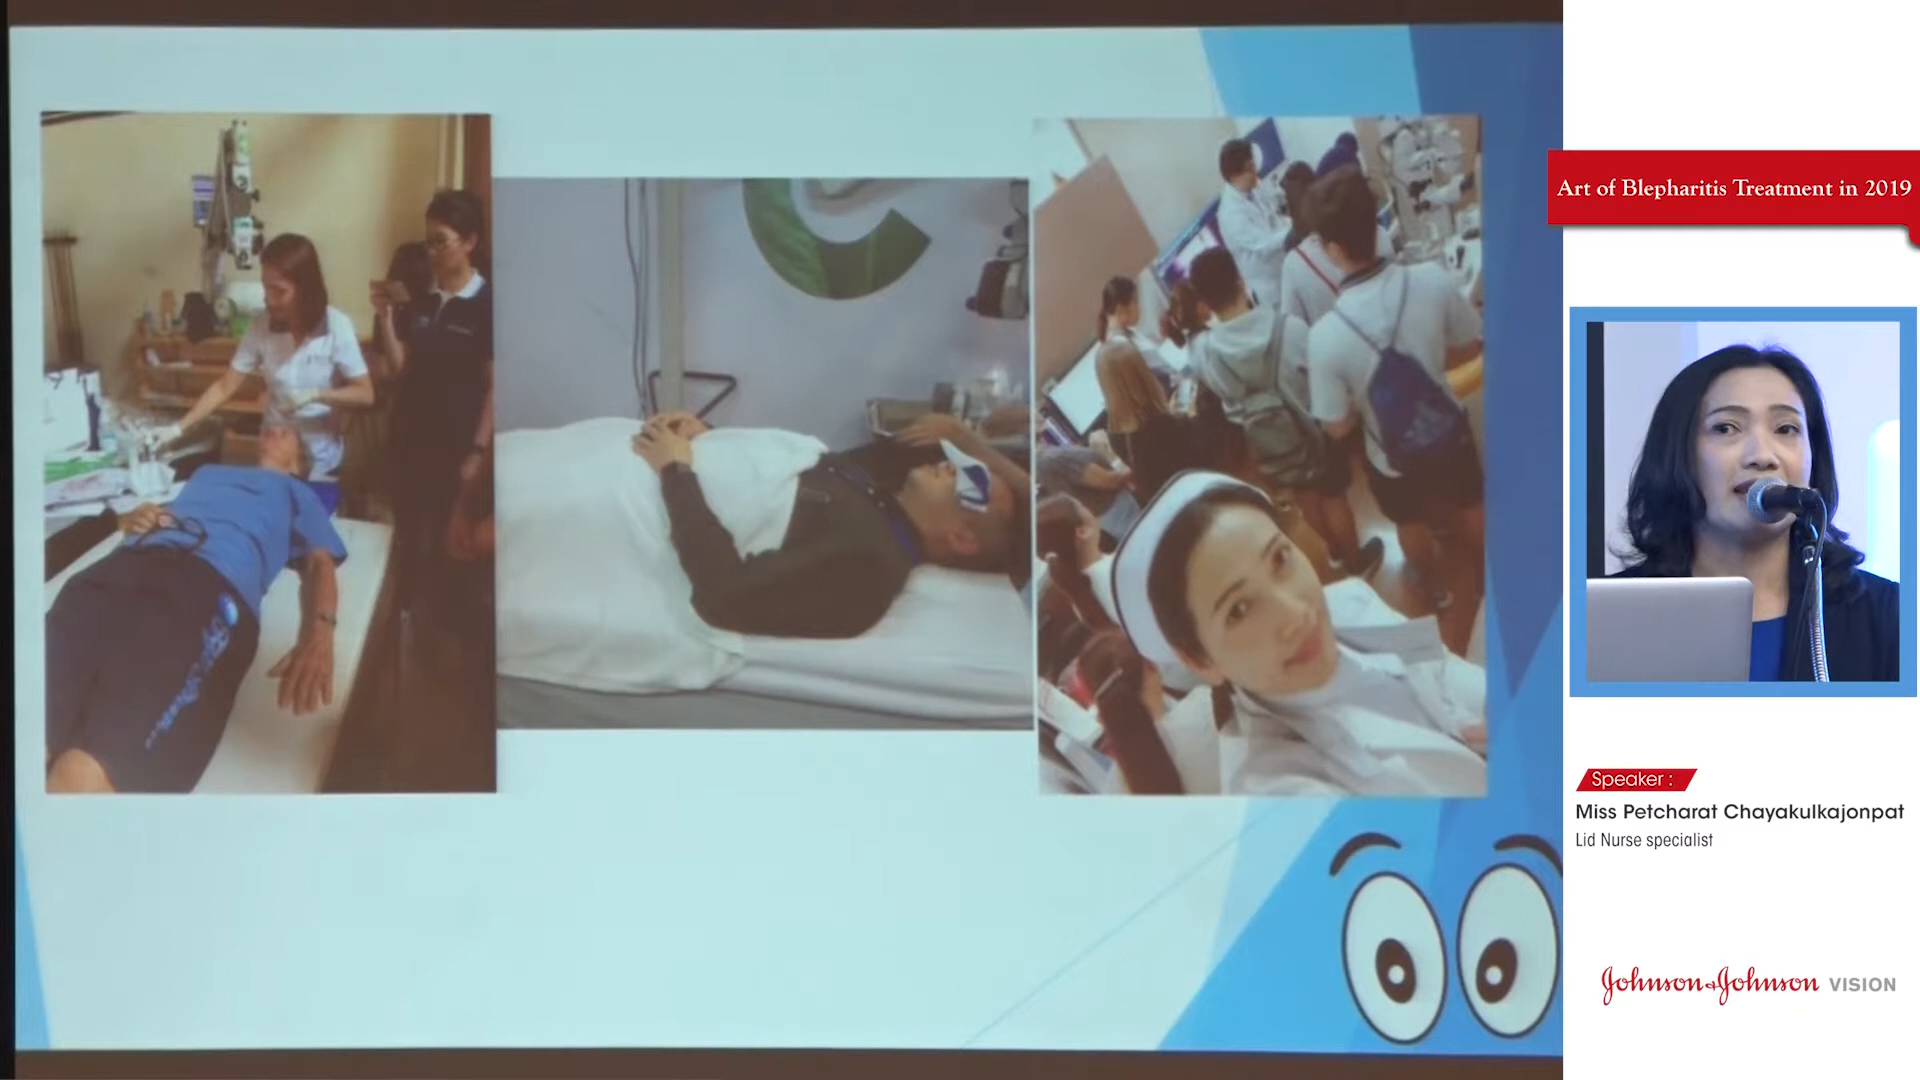 Art of Blepharitis Treatment in 2019
Speaker :
Miss Petcharat Chayakulkajonpat
Lid Nurse specialist
Johnson & Johnson VISION